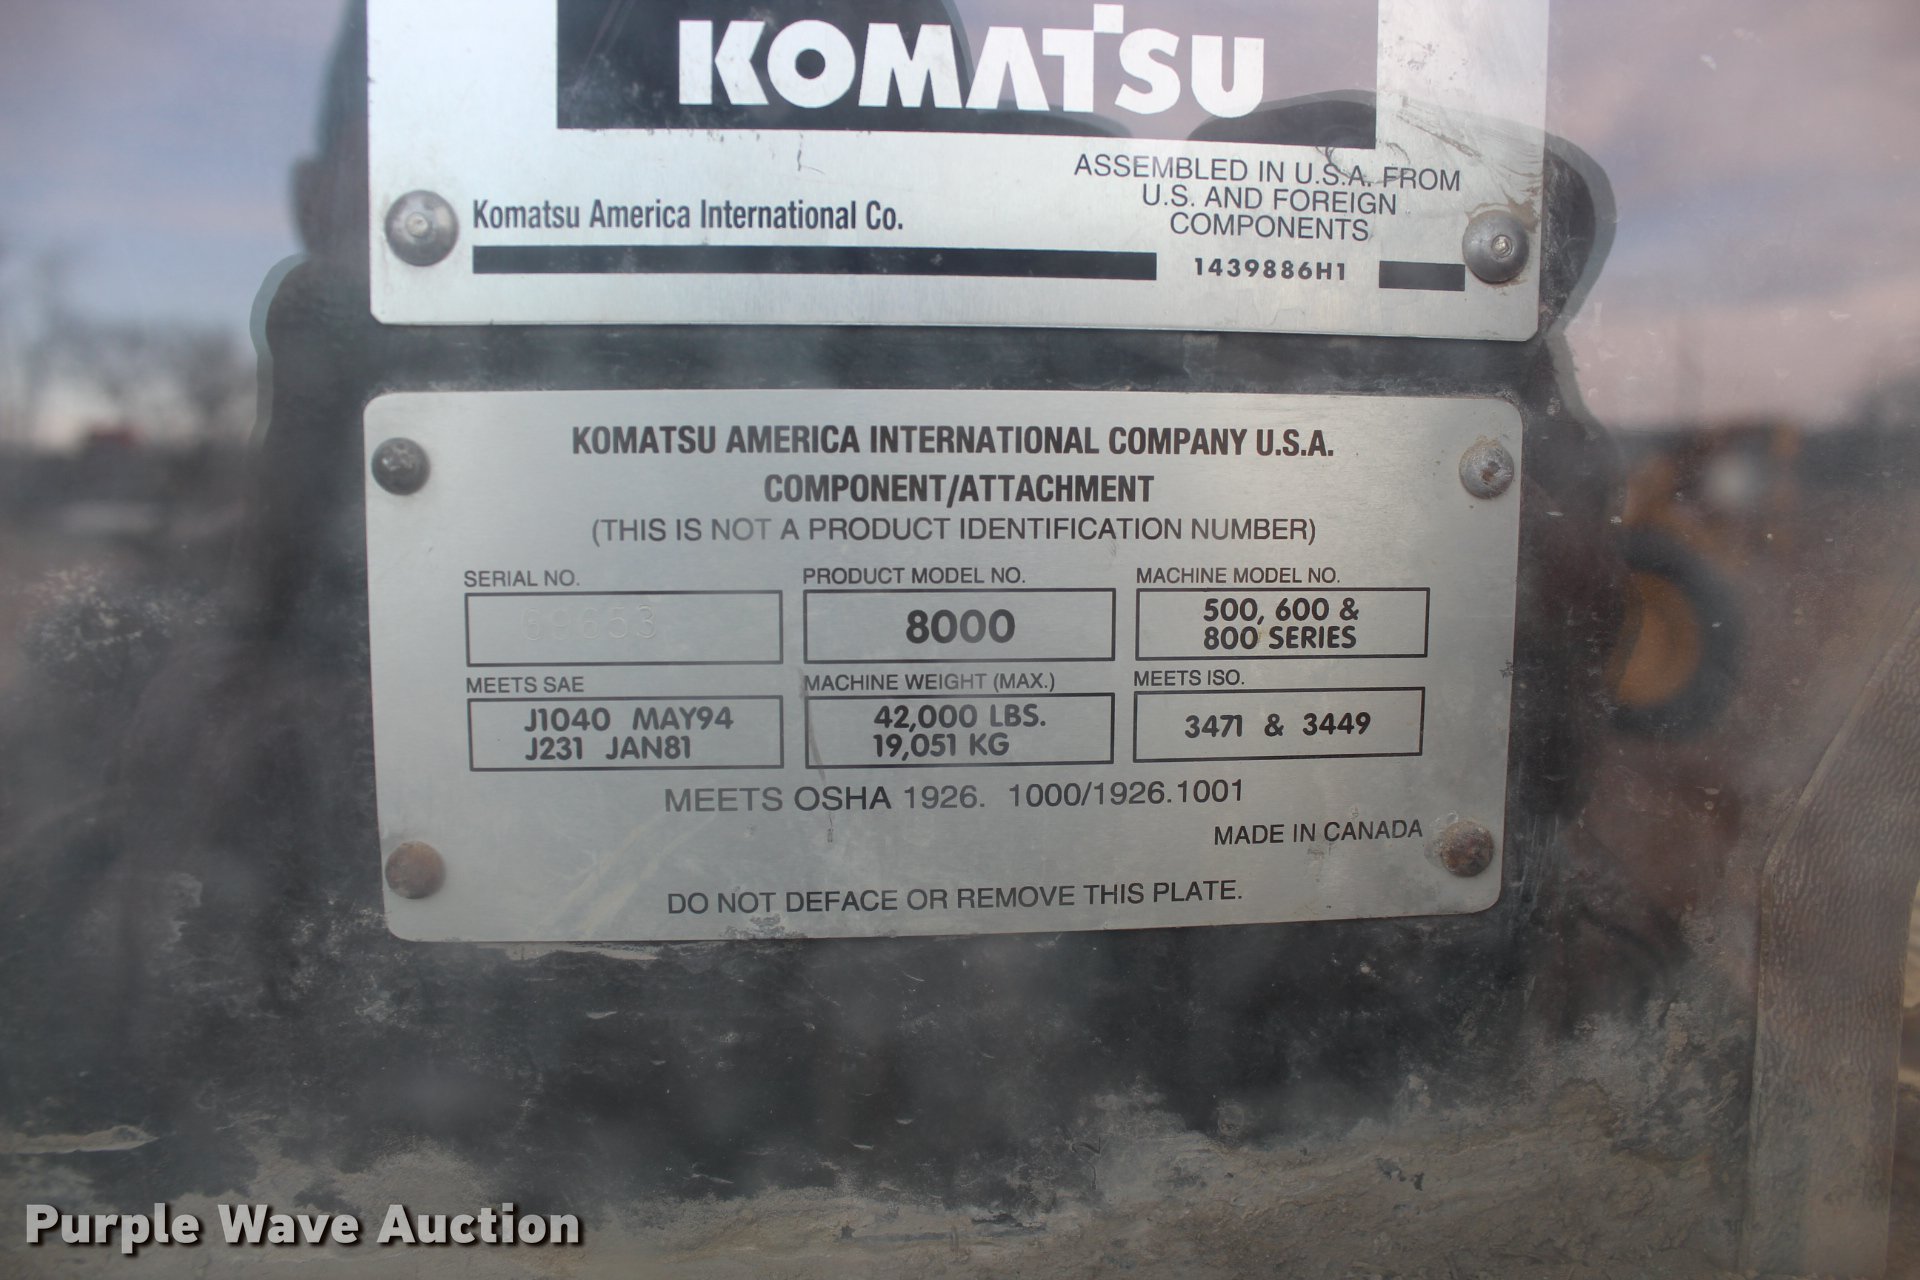 KOMATSU
ASSEMBLED IN U.S.A. FROM
U.S. AND FOREIGN
COMPONENTS
Komatsu America International Co.
1439886H1
KOMATSU AMERICA INTERNATIONAL COMPANY U.S.A.
COMPONENT/ATTACHMENT
(THIS IS NOT A PRODUCT IDENTIFICATION NUMBER)
SERIAL NO. PRODUCT MODEL NO. MACHINE MODEL NO.
8000
500, 600 &
800 SERIES
MEETS SAE MACHINE WEIGHT (MAX.) MEETS ISO.
J1040 MAY94
J231 JAN81
42,000 LBS.
19,051 KG
3471 & 3449
MEETS OSHA 1926. 1000/1926.1001
MADE IN CANADA
DO NOT DEFACE OR REMOVE THIS PLATE.
Purple Wave Auction